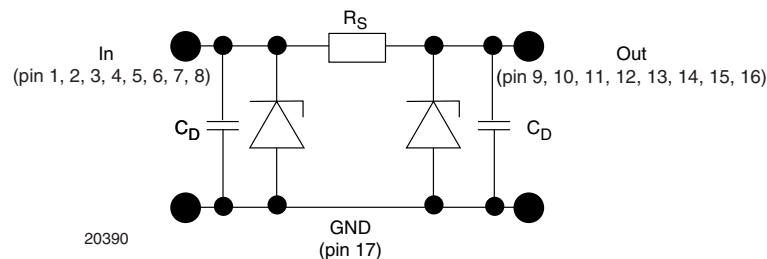 R_S
In
(pin 1, 2, 3, 4, 5, 6, 7, 8)
Out
(pin 9, 10, 11, 12, 13, 14, 15, 16)
C_D
C_D
GND
(pin 17)
20390